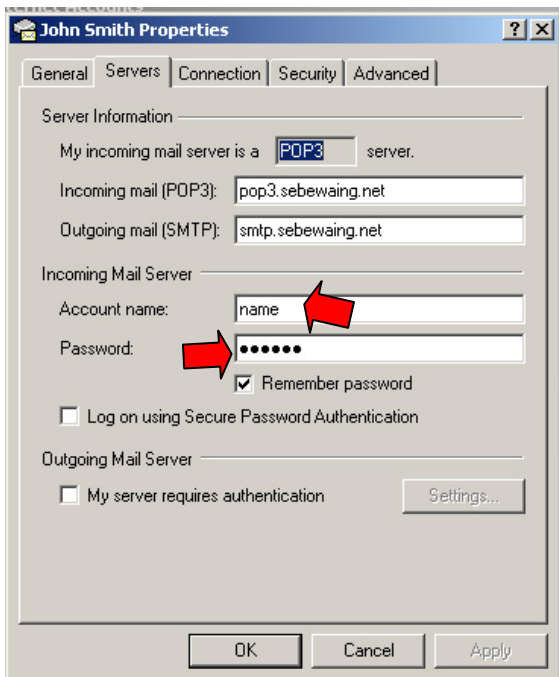 John Smith Properties
General Servers Connection Security Advanced
Server Information
My incoming mail server is a POP3 server.
Incoming mail (POP3): pop3.sebewaing.net
Outgoing mail (SMTP): smtp.sebewaing.net
Incoming Mail Server
Account name: name
Password: ●●●●●●
Remember password
Log on using Secure Password Authentication
Outgoing Mail Server
My server requires authentication Settings...
OK Cancel Apply